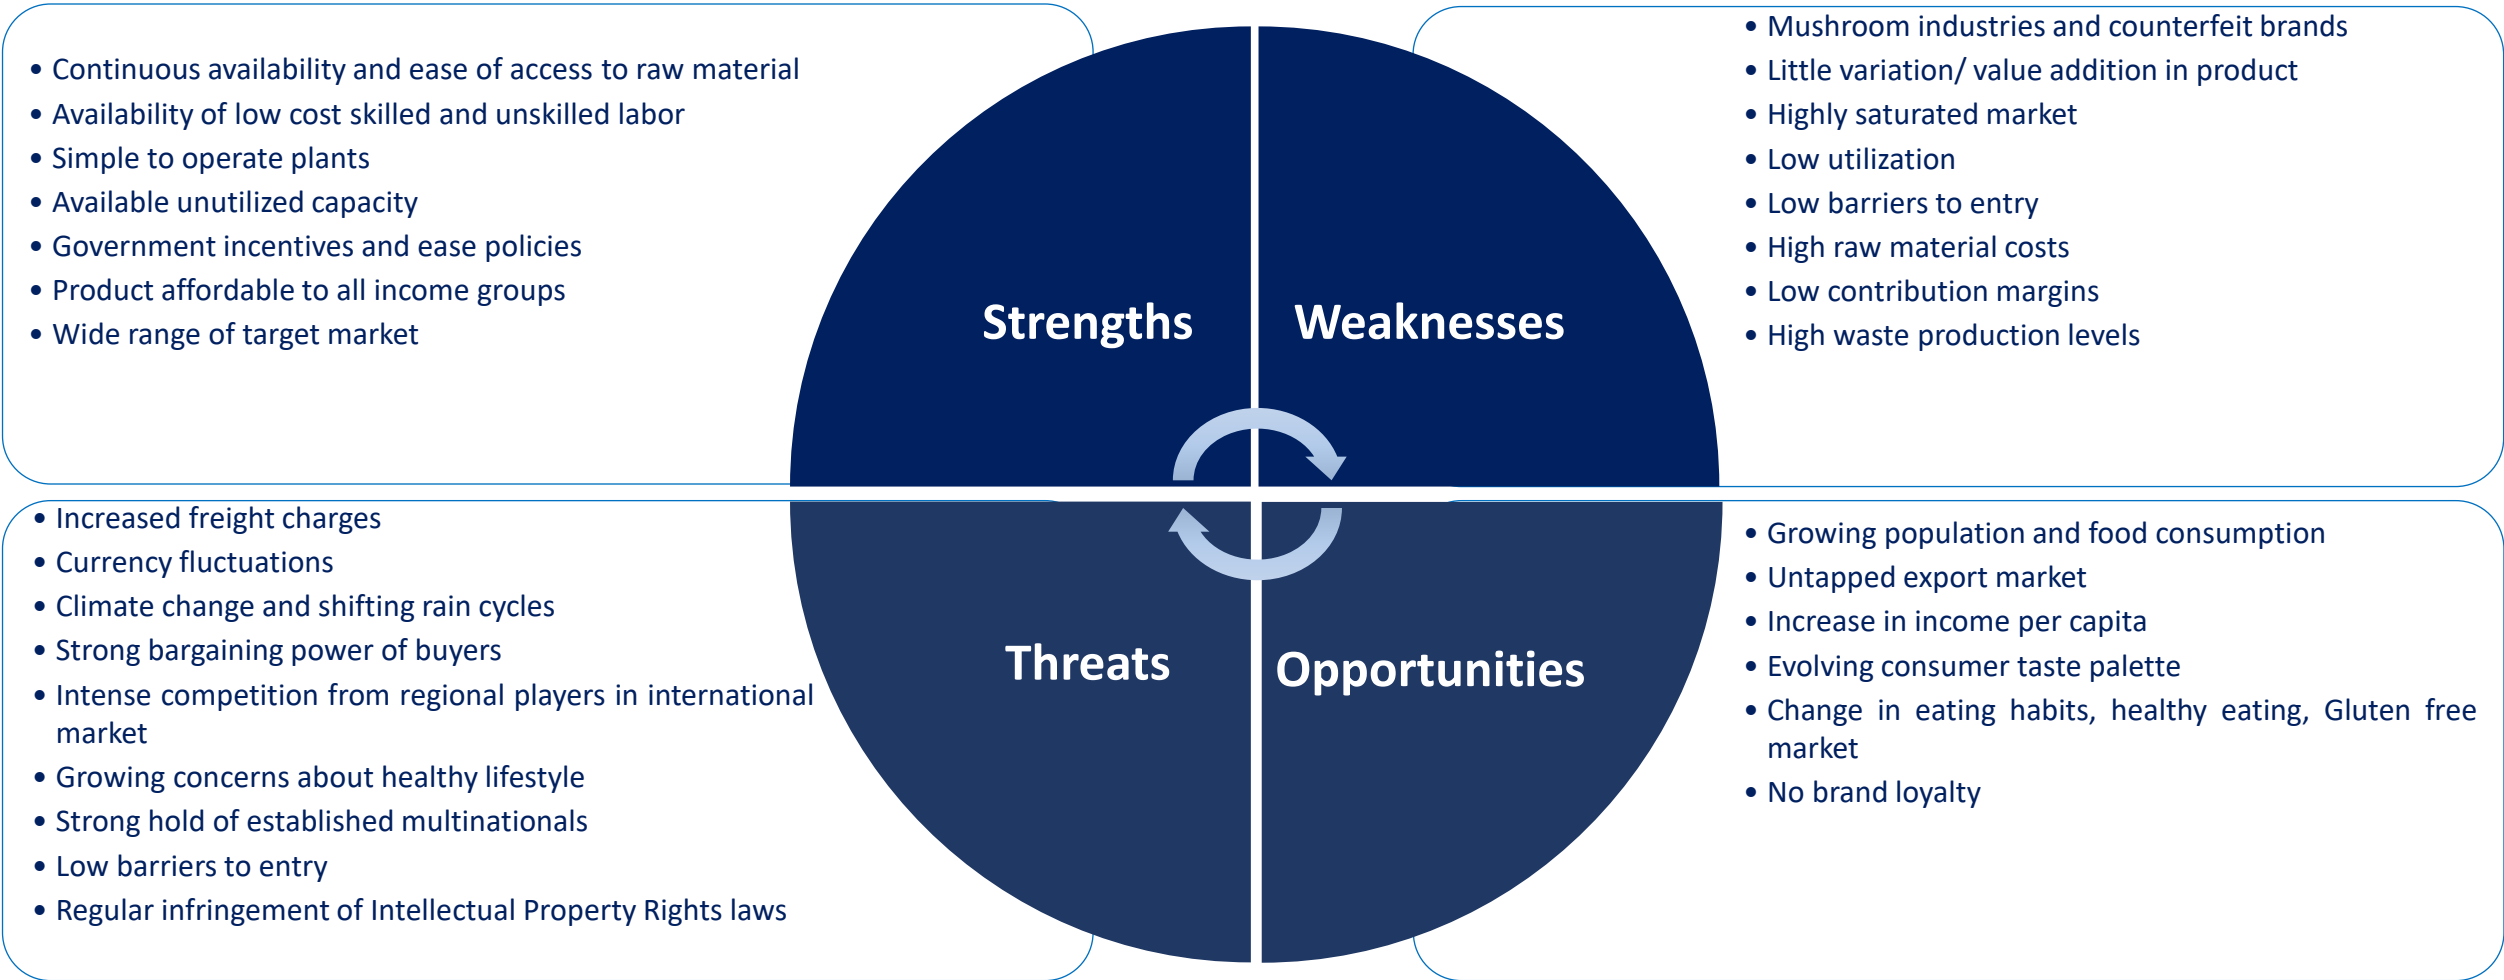 • Continuous availability and ease of access to raw material
• Availability of low cost skilled and unskilled labor
• Simple to operate plants
• Available unutilized capacity
• Government incentives and ease policies
• Product affordable to all income groups
• Wide range of target market
Strengths
Weaknesses
• Mushroom industries and counterfeit brands
• Little variation/ value addition in product
• Highly saturated market
• Low utilization
• Low barriers to entry
• High raw material costs
• Low contribution margins
• High waste production levels
• Increased freight charges
• Currency fluctuations
• Climate change and shifting rain cycles
• Strong bargaining power of buyers
• Intense competition from regional players in international
market
• Growing concerns about healthy lifestyle
• Strong hold of established multinationals
• Low barriers to entry
• Regular infringement of Intellectual Property Rights laws
Threats
Opportunities
• Growing population and food consumption
• Untapped export market
• Increase in income per capita
• Evolving consumer taste palette
• Change in eating habits, healthy eating, Gluten free
market
• No brand loyalty